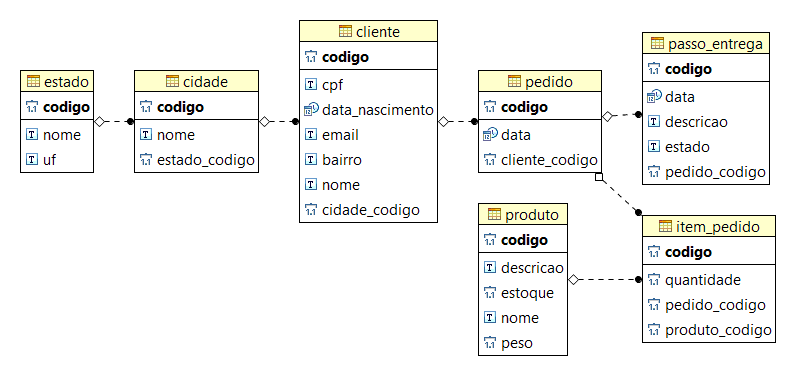 estado
codigo
nome
uf
cidade
codigo
nome
estado_codigo
cliente
codigo
cpf
data_nascimento
email
bairro
nome
cidade_codigo
pedido
codigo
data
cliente_codigo
passo_entrega
codigo
data
descricao
estado
pedido_codigo
produto
codigo
descricao
estoque
nome
peso
item_pedido
codigo
quantidade
pedido_codigo
produto_codigo